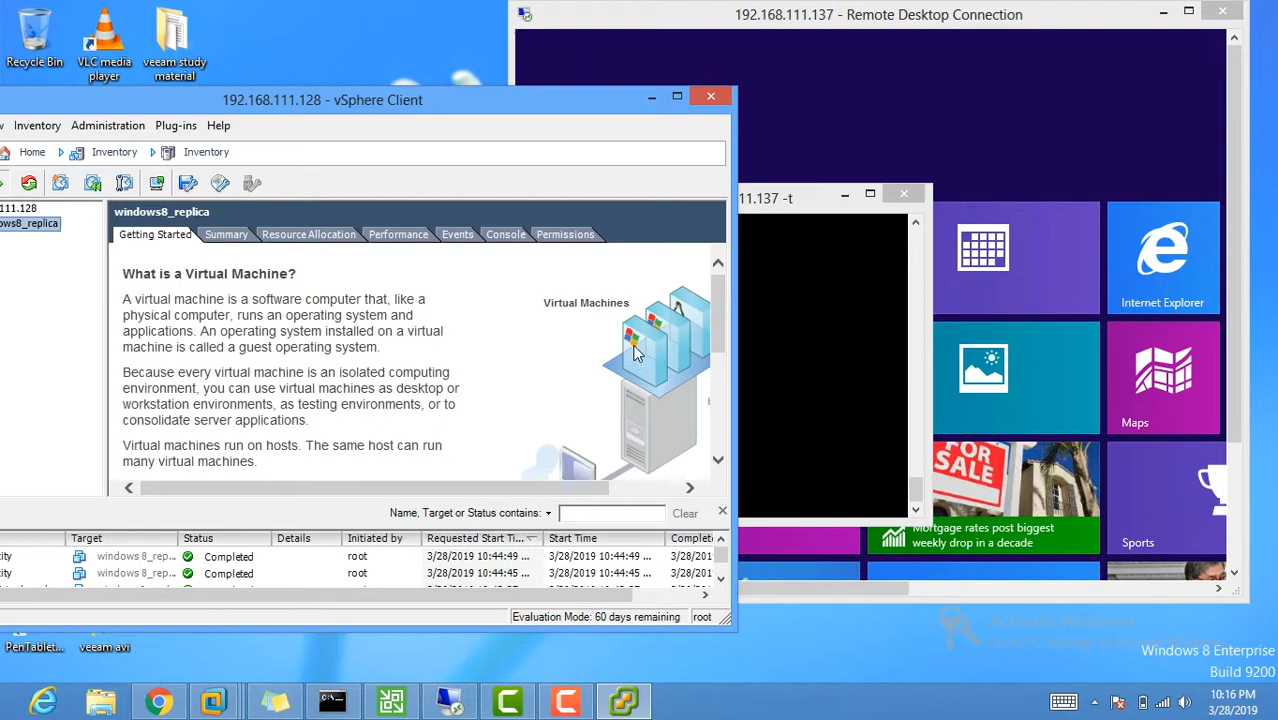 Recycle Bin
VLC media
player
veeam study
material
192.168.111.137 - Remote Desktop Connection
192.168.111.128 - vSphere Client
Inventory Administration Plug-ins Help
Home Inventory Inventory
111.128
ows8_replica
windows8_replica
Getting Started Summary Resource Allocation Performance Events Console Permissions
What is a Virtual Machine?
A virtual machine is a software computer that, like a
physical computer, runs an operating system and
applications. An operating system installed on a virtual
machine is called a guest operating system.
Because every virtual machine is an isolated computing
environment, you can use virtual machines as desktop or
workstation environments, as testing environments, or to
consolidate server applications.
Virtual machines run on hosts. The same host can run
many virtual machines.
Virtual Machines
Name, Target or Status contains: Clear
Target Status Details Initiated by Requested Start Ti... Start Time Complet
windows 8_rep... Completed root 3/28/2019 10:44:49 ... 3/28/2019 10:44:49 ... 3/28
windows 8_rep... Completed root 3/28/2019 10:44:45 ... 3/28/2019 10:44:45 ... 3/28
Evaluation Mode: 60 days remaining root
11.137 -t
Internet Explorer
Maps
FOR
SALE
Mortgage rates post biggest
weekly drop in a decade
Sports
PenTablet...
veeam avi
Activate Windows
Windows 8 Enterprise
Build 9200
10:16 PM
3/28/2019